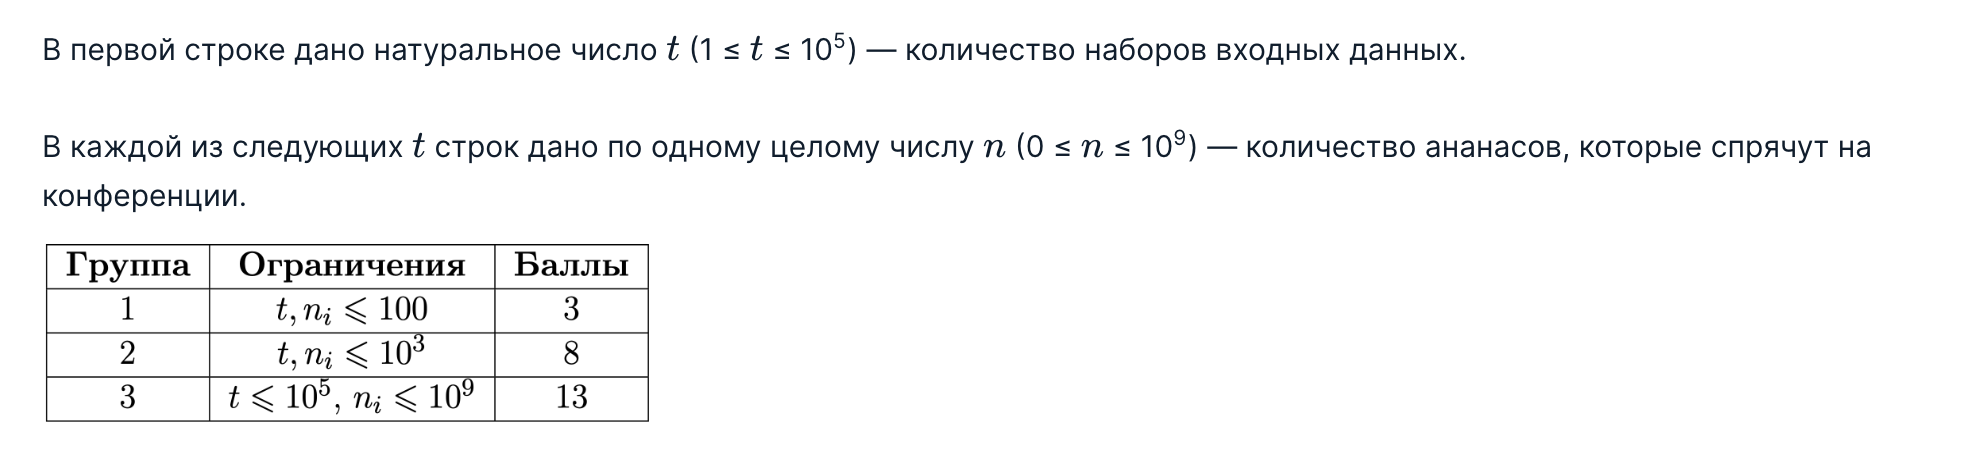 В первой строке дано натуральное число t (1 ≤ t ≤ 10⁵) — количество наборов входных данных.
В каждой из следующих t строк дано по одному целому числу n (0 ≤ n ≤ 10⁹) — количество ананасов, которые спрячут на
конференции.
Группа Ограничения Баллы
1 t, nᵢ ⩽ 100 3
2 t, nᵢ ⩽ 10³ 8
3 t ⩽ 10⁵, nᵢ ⩽ 10⁹ 13